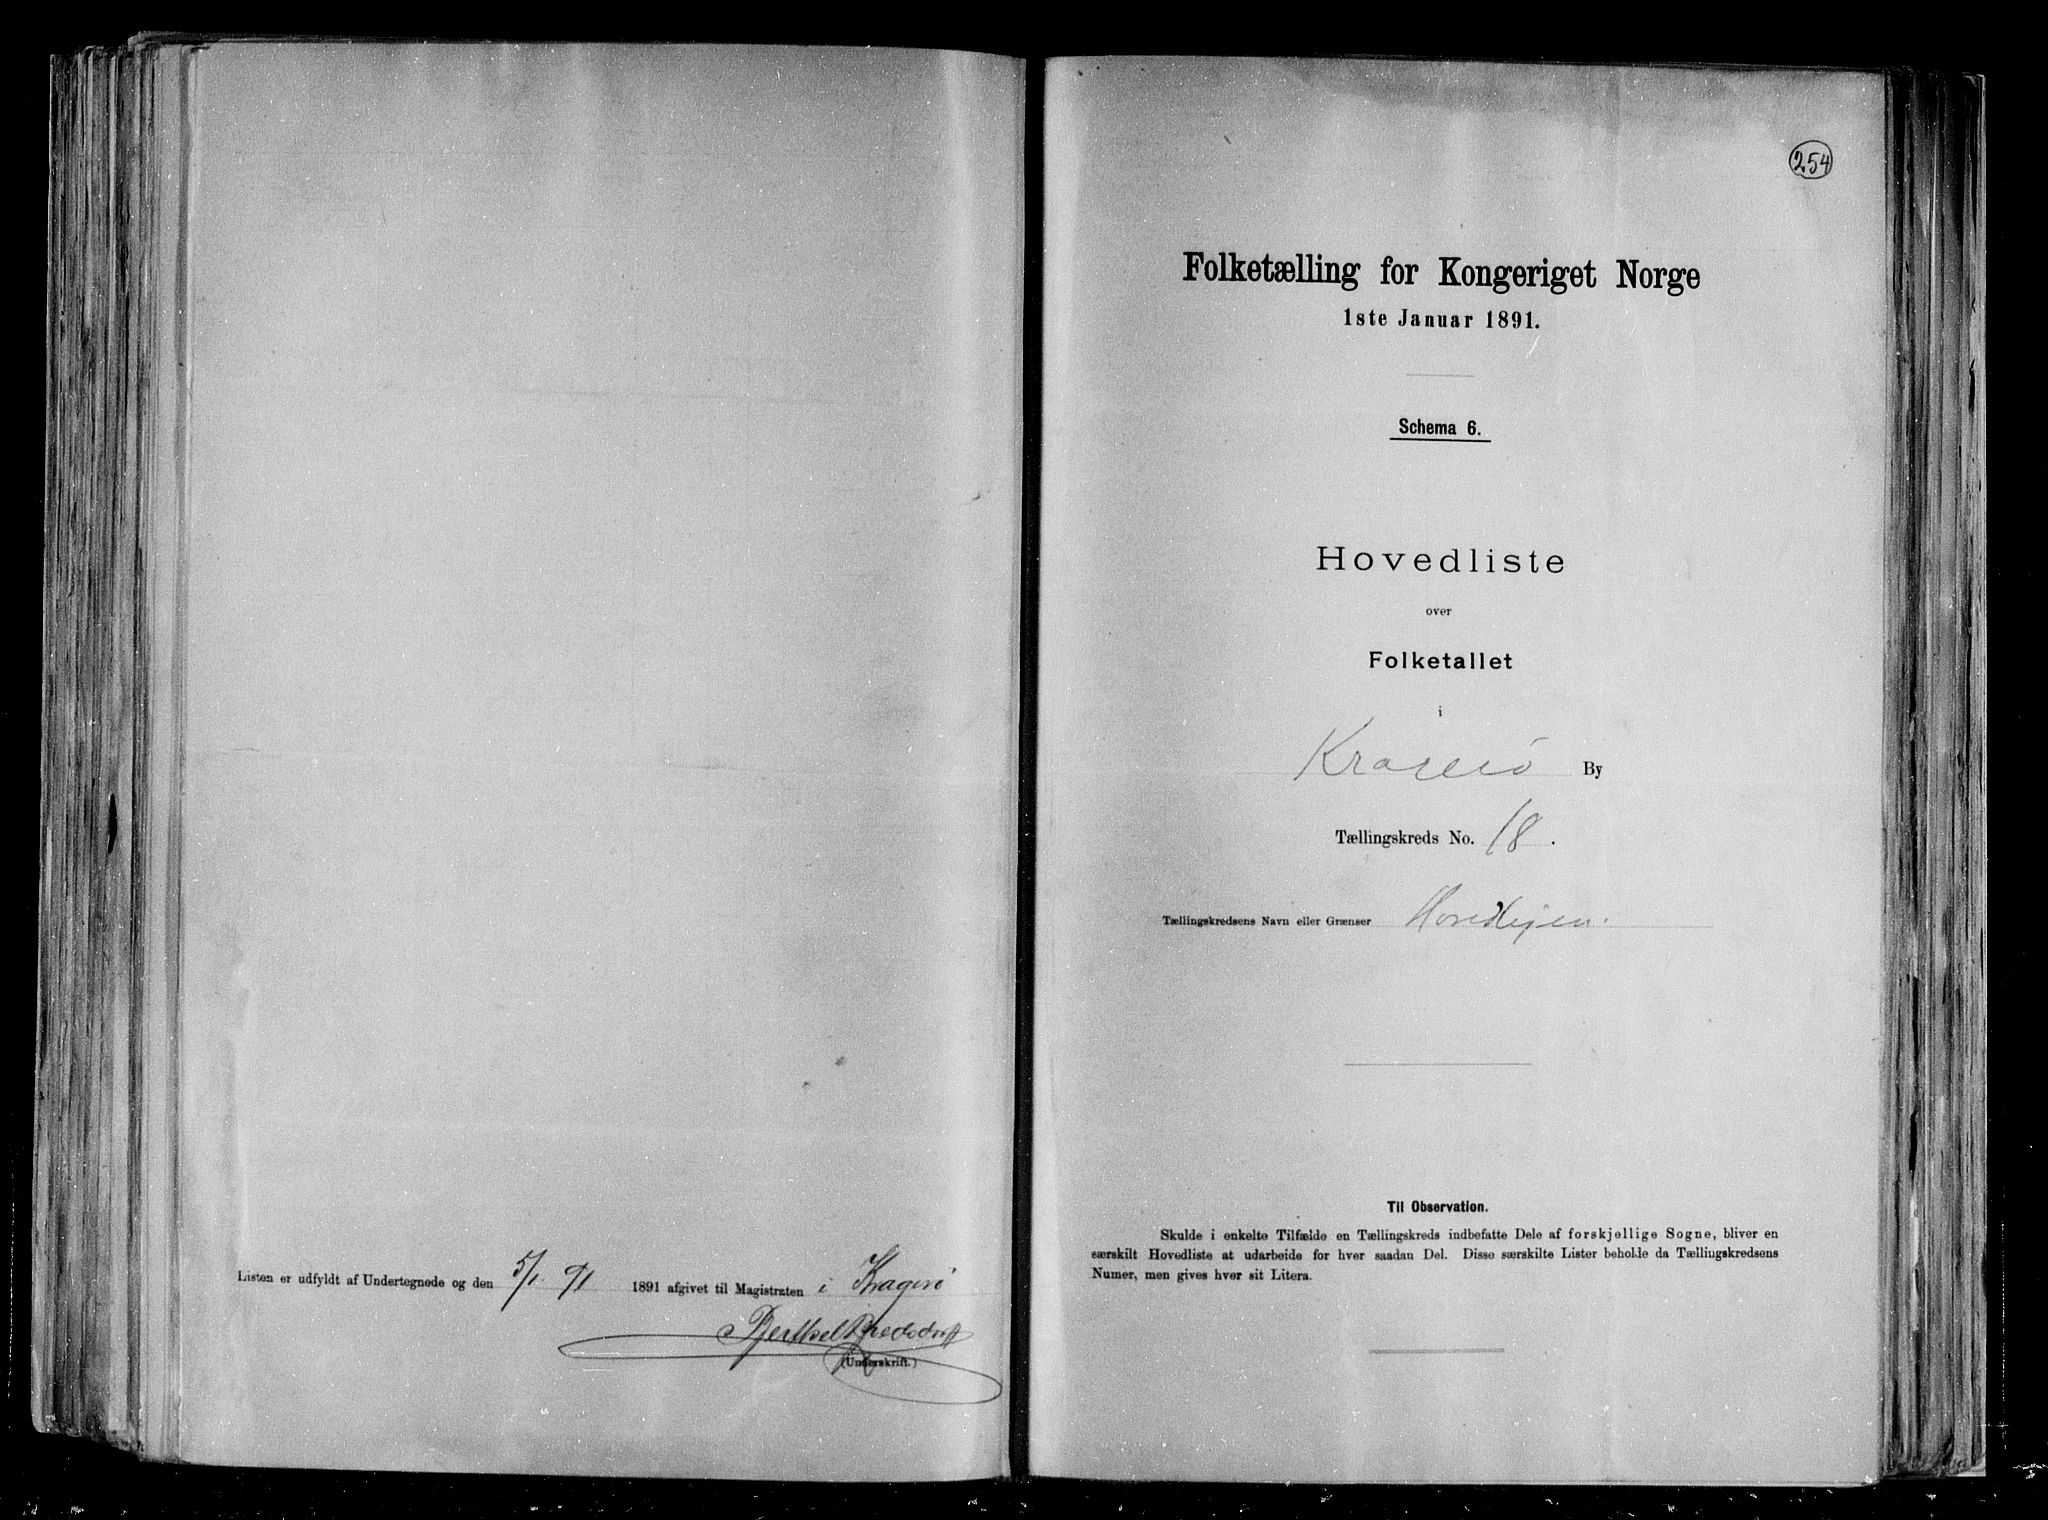 Listen er udfyldt af Undertegnede og den 5/1 91 1891 afgivet til Magistraten i Kragerø
Berthel Bredsdorff
(Underskrift.)
254
Folketælling for Kongeriget Norge
1ste Januar 1891.
Schema 6.
Hovedliste
over
Folketallet
i
Kragerø By
Tællingskreds No. 18.
Tællingskredsens Navn eller Grænser
Til Observation.
Skulde i enkelte Tilfælde en Tællingskreds indbefatte Dele af forskjellige Sogne, bliver en
særskilt Hovedliste at udarbeide for hver saadan Del. Disse særskilte Lister beholde da Tællingskredsens
Numer, men gives hver sit Litera.